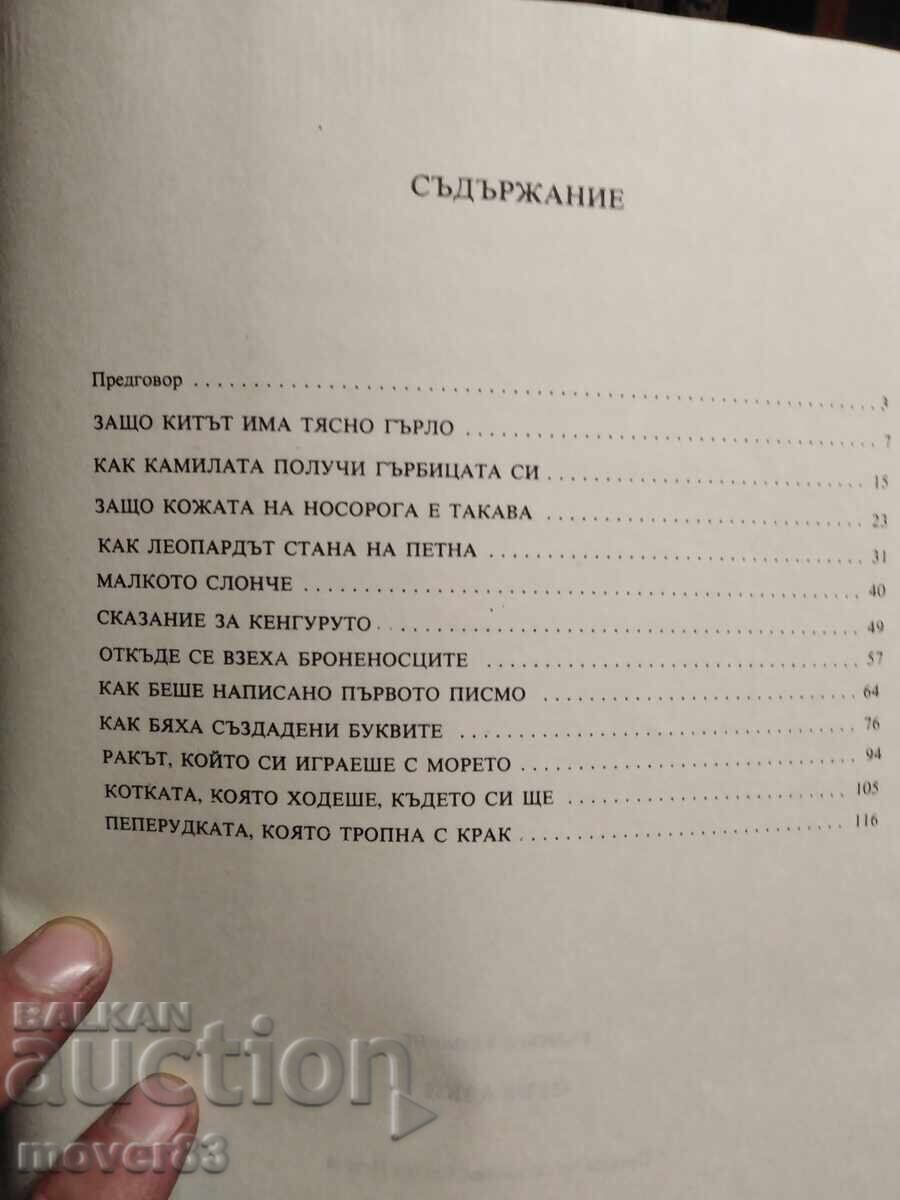 СЪДЪРЖАНИЕ
Предговор . . . . . . . . . . . . . . . . . . . . 3
ЗАЩО КИТЪТ ИМА ТЯСНО ГЪРЛО . . . . . . . . . . . . . . . . . . . . 7
КАК КАМИЛАТА ПОЛУЧИ ГЪРБИЦАТА СИ . . . . . . . . . . . . . . . . . . . . 15
ЗАЩО КОЖАТА НА НОСОРОГА Е ТАКАВА . . . . . . . . . . . . . . . . . . . . 23
КАК ЛЕОПАРДЪТ СТАНА НА ПЕТНА . . . . . . . . . . . . . . . . . . . . 31
МАЛКОТО СЛОНЧЕ . . . . . . . . . . . . . . . . . . . . 40
СКАЗАНИЕ ЗА КЕНГУРУТО . . . . . . . . . . . . . . . . . . . . 49
ОТКЪДЕ СЕ ВЗЕХА БРОНЕНОСЦИТЕ . . . . . . . . . . . . . . . . . . . . 57
КАК БЕШЕ НАПИСАНО ПЪРВОТО ПИСМО . . . . . . . . . . . . . . . . . . . . 64
КАК БЯХА СЪЗДАДЕНИ БУКВИТЕ . . . . . . . . . . . . . . . . . . . . 76
РАКЪТ, КОЙТО СИ ИГРАЕШЕ С МОРЕТО . . . . . . . . . . . . . . . . . . . . 94
КОТКАТА, КОЯТО ХОДЕШЕ, КЪДЕТО СИ ЩЕ . . . . . . . . . . . . . . . . . . . . 105
ПЕПЕРУДКАТА, КОЯТО ТРОПНА С КРАК . . . . . . . . . . . . . . . . . . . . 116
BALKAN
auction
mover83